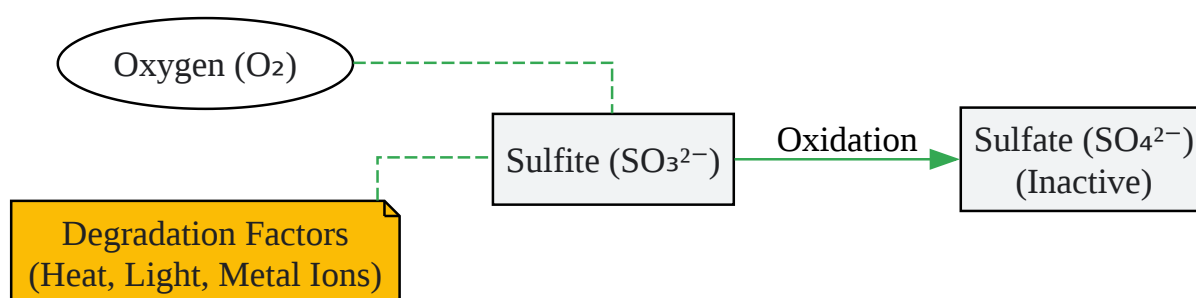 Oxygen (O₂)
Sulfite (SO₃²⁻)
Oxidation
Sulfate (SO₄²⁻)
(Inactive)
Degradation Factors
(Heat, Light, Metal Ions)